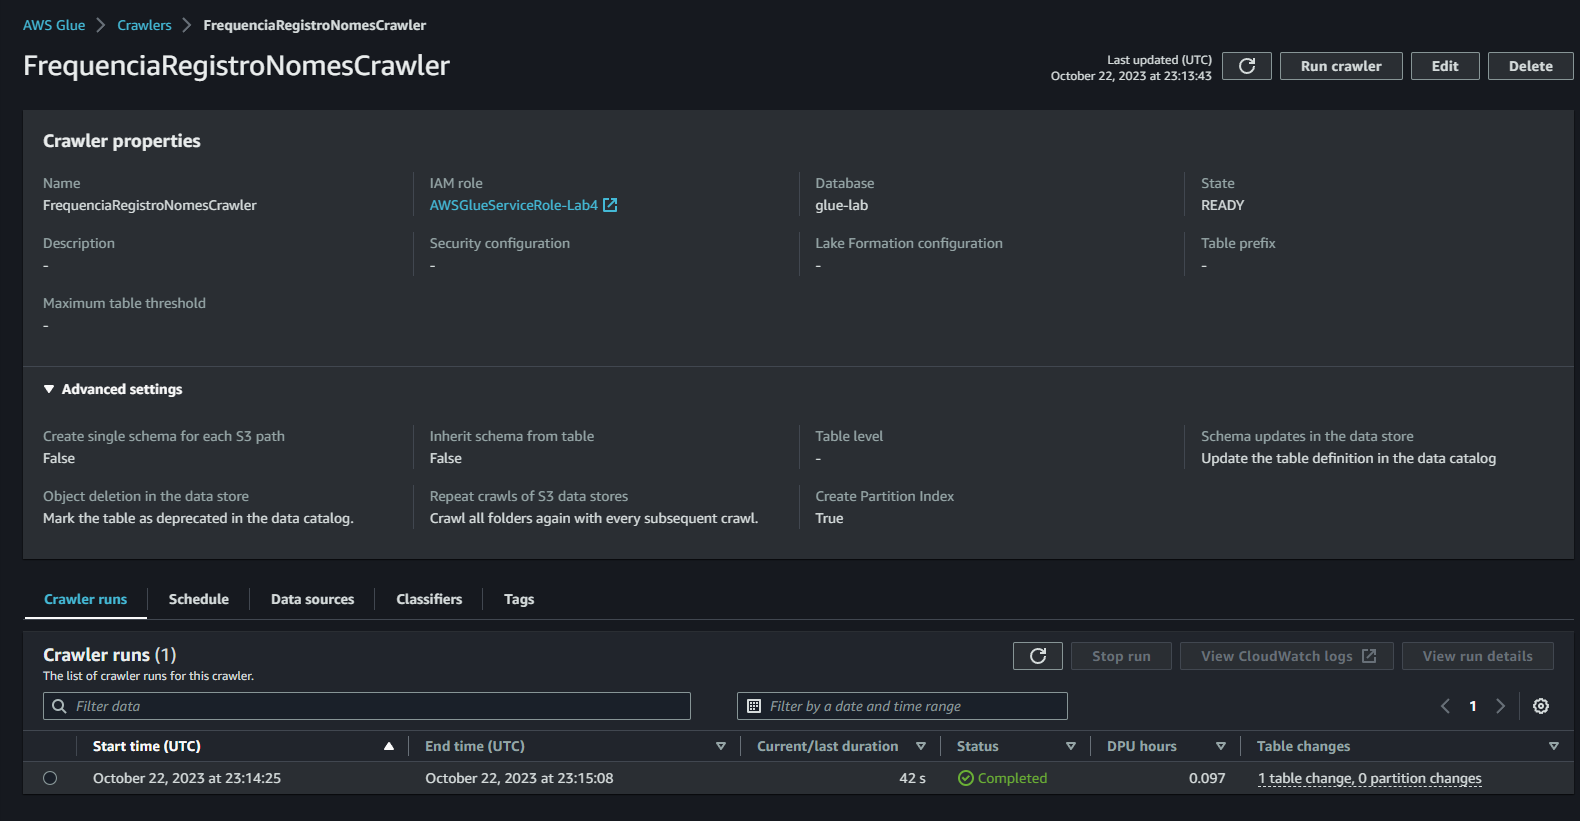 AWS Glue > Crawlers > FrequenciaRegistroNomesCrawler
FrequenciaRegistroNomesCrawler
Last updated (UTC)
October 22, 2023 at 23:13:43
Run crawler
Edit
Delete
Crawler properties
Name
FrequenciaRegistroNomesCrawler
IAM role
AWSGlueServiceRole-Lab4
Database
glue-lab
State
READY
Description
-
Security configuration
-
Lake Formation configuration
-
Table prefix
-
Maximum table threshold
-
Advanced settings
Create single schema for each S3 path
False
Inherit schema from table
False
Table level
-
Schema updates in the data store
Update the table definition in the data catalog
Object deletion in the data store
Mark the table as deprecated in the data catalog.
Repeat crawls of S3 data stores
Crawl all folders again with every subsequent crawl.
Create Partition Index
True
Crawler runs
Schedule
Data sources
Classifiers
Tags
Crawler runs (1)
The list of crawler runs for this crawler.
Stop run
View CloudWatch logs
View run details
Filter data
Filter by a date and time range
1
Start time (UTC)
End time (UTC)
Current/last duration
Status
DPU hours
Table changes
October 22, 2023 at 23:14:25
October 22, 2023 at 23:15:08
42 s
Completed
0.097
1 table change, 0 partition changes